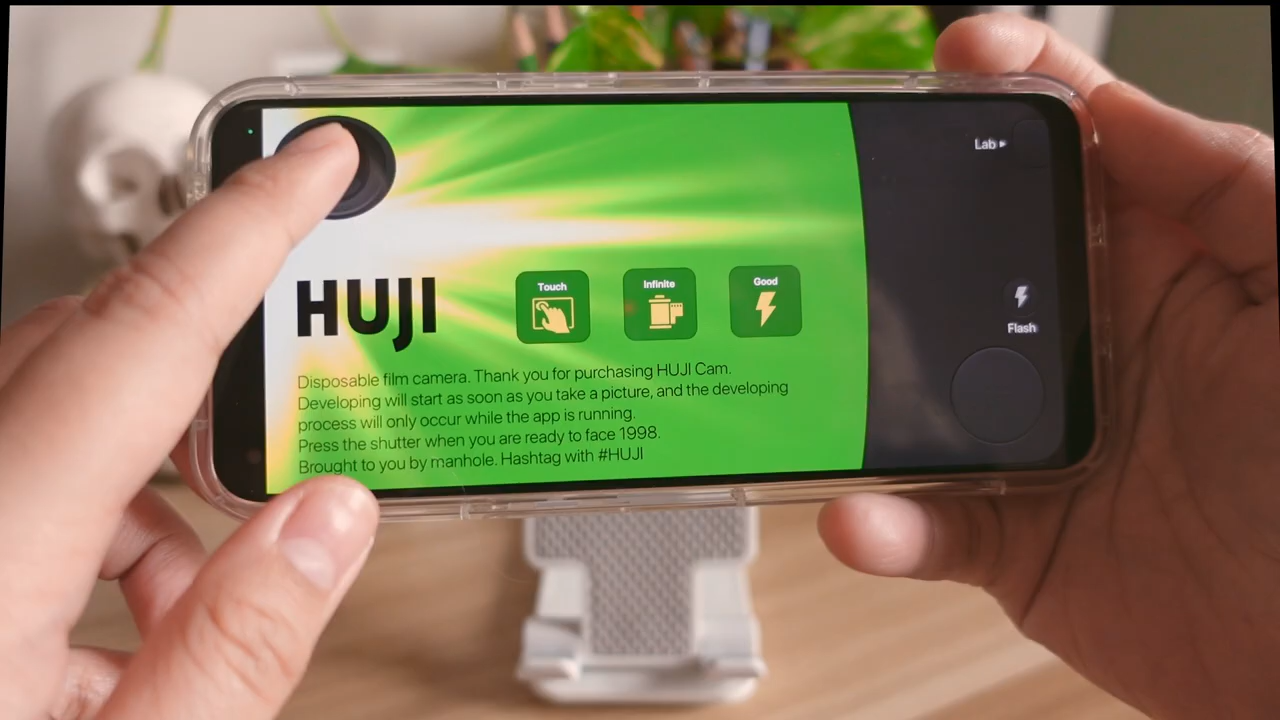 Lab ▸
HUJI
Touch
Infinite
Good
Flash
Disposable film camera. Thank you for purchasing HUJI Cam.
Developing will start as soon as you take a picture, and the developing
process will only occur while the app is running.
Press the shutter when you are ready to face 1998.
Brought to you by manhole. Hashtag with #HUJI